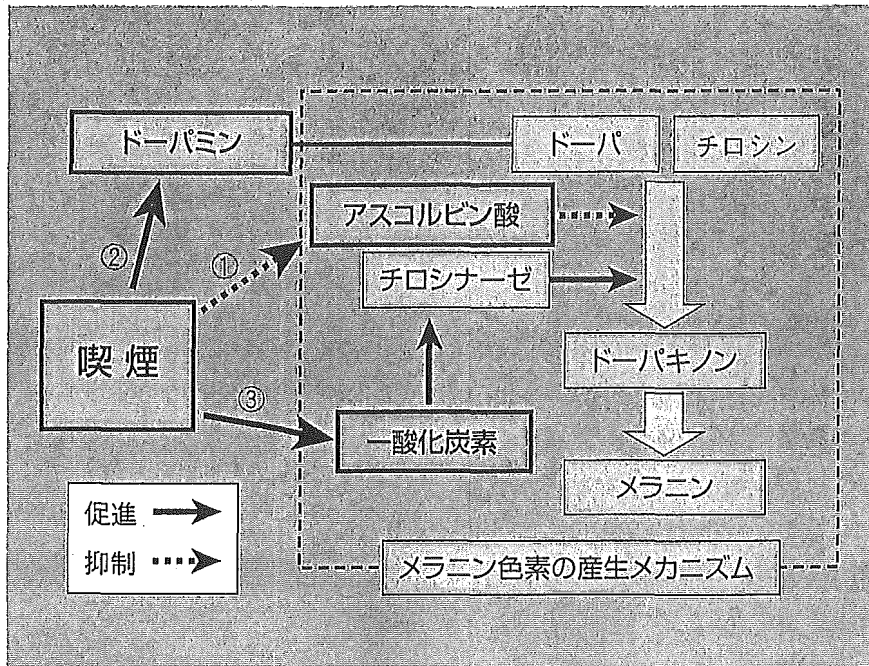 ドーパミン
ドーパ
チロシン
アスコルビン酸
②
①
チロシナーゼ
喫煙
ドーパキノン
③
一酸化炭素
メラニン
促進
抑制
メラニン色素の産生メカニズム